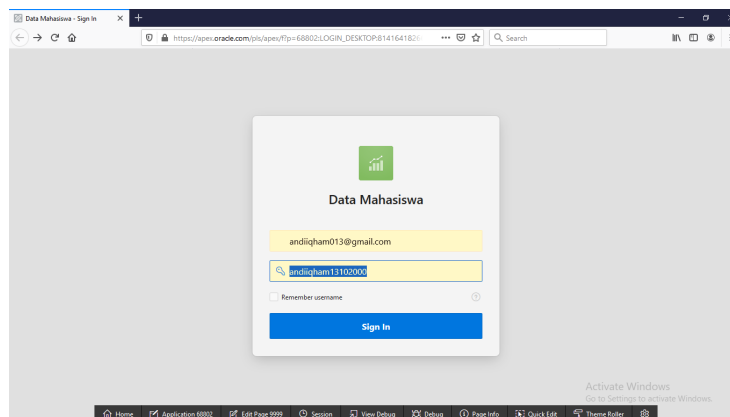 Data Mahasiswa - Sign In
https://apex.oracle.com/pls/apex/f?p=68802:LOGIN_DESKTOP:8141641826
Search
Data Mahasiswa
andiiqham013@gmail.com
andiiqham13102000
Remember username
Sign In
Activate Windows
Go to Settings to activate Windows.
Home Application 68802 Edit Page 9999 Session View Debug Debug Page Info Quick Edit Theme Roller